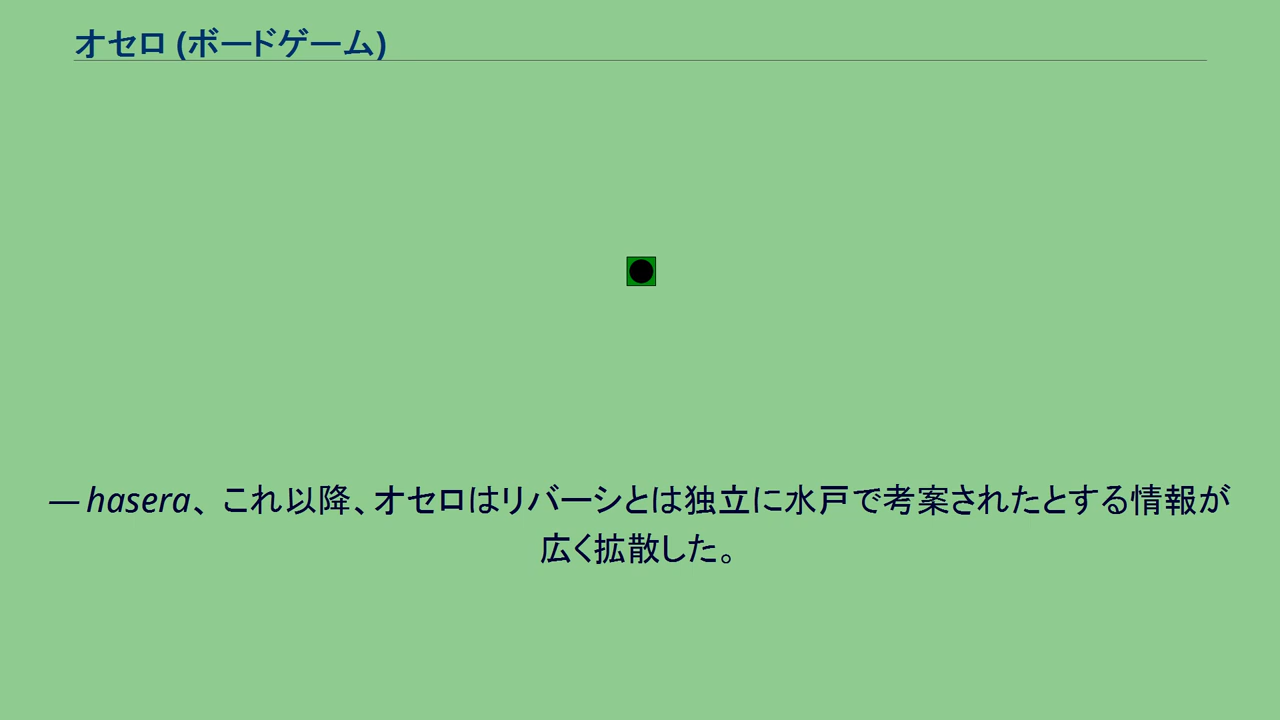 オセロ (ボードゲーム)
— hasera、これ以降、オセロはリバーシとは独立に水戸で考案されたとする情報が
広く拡散した。